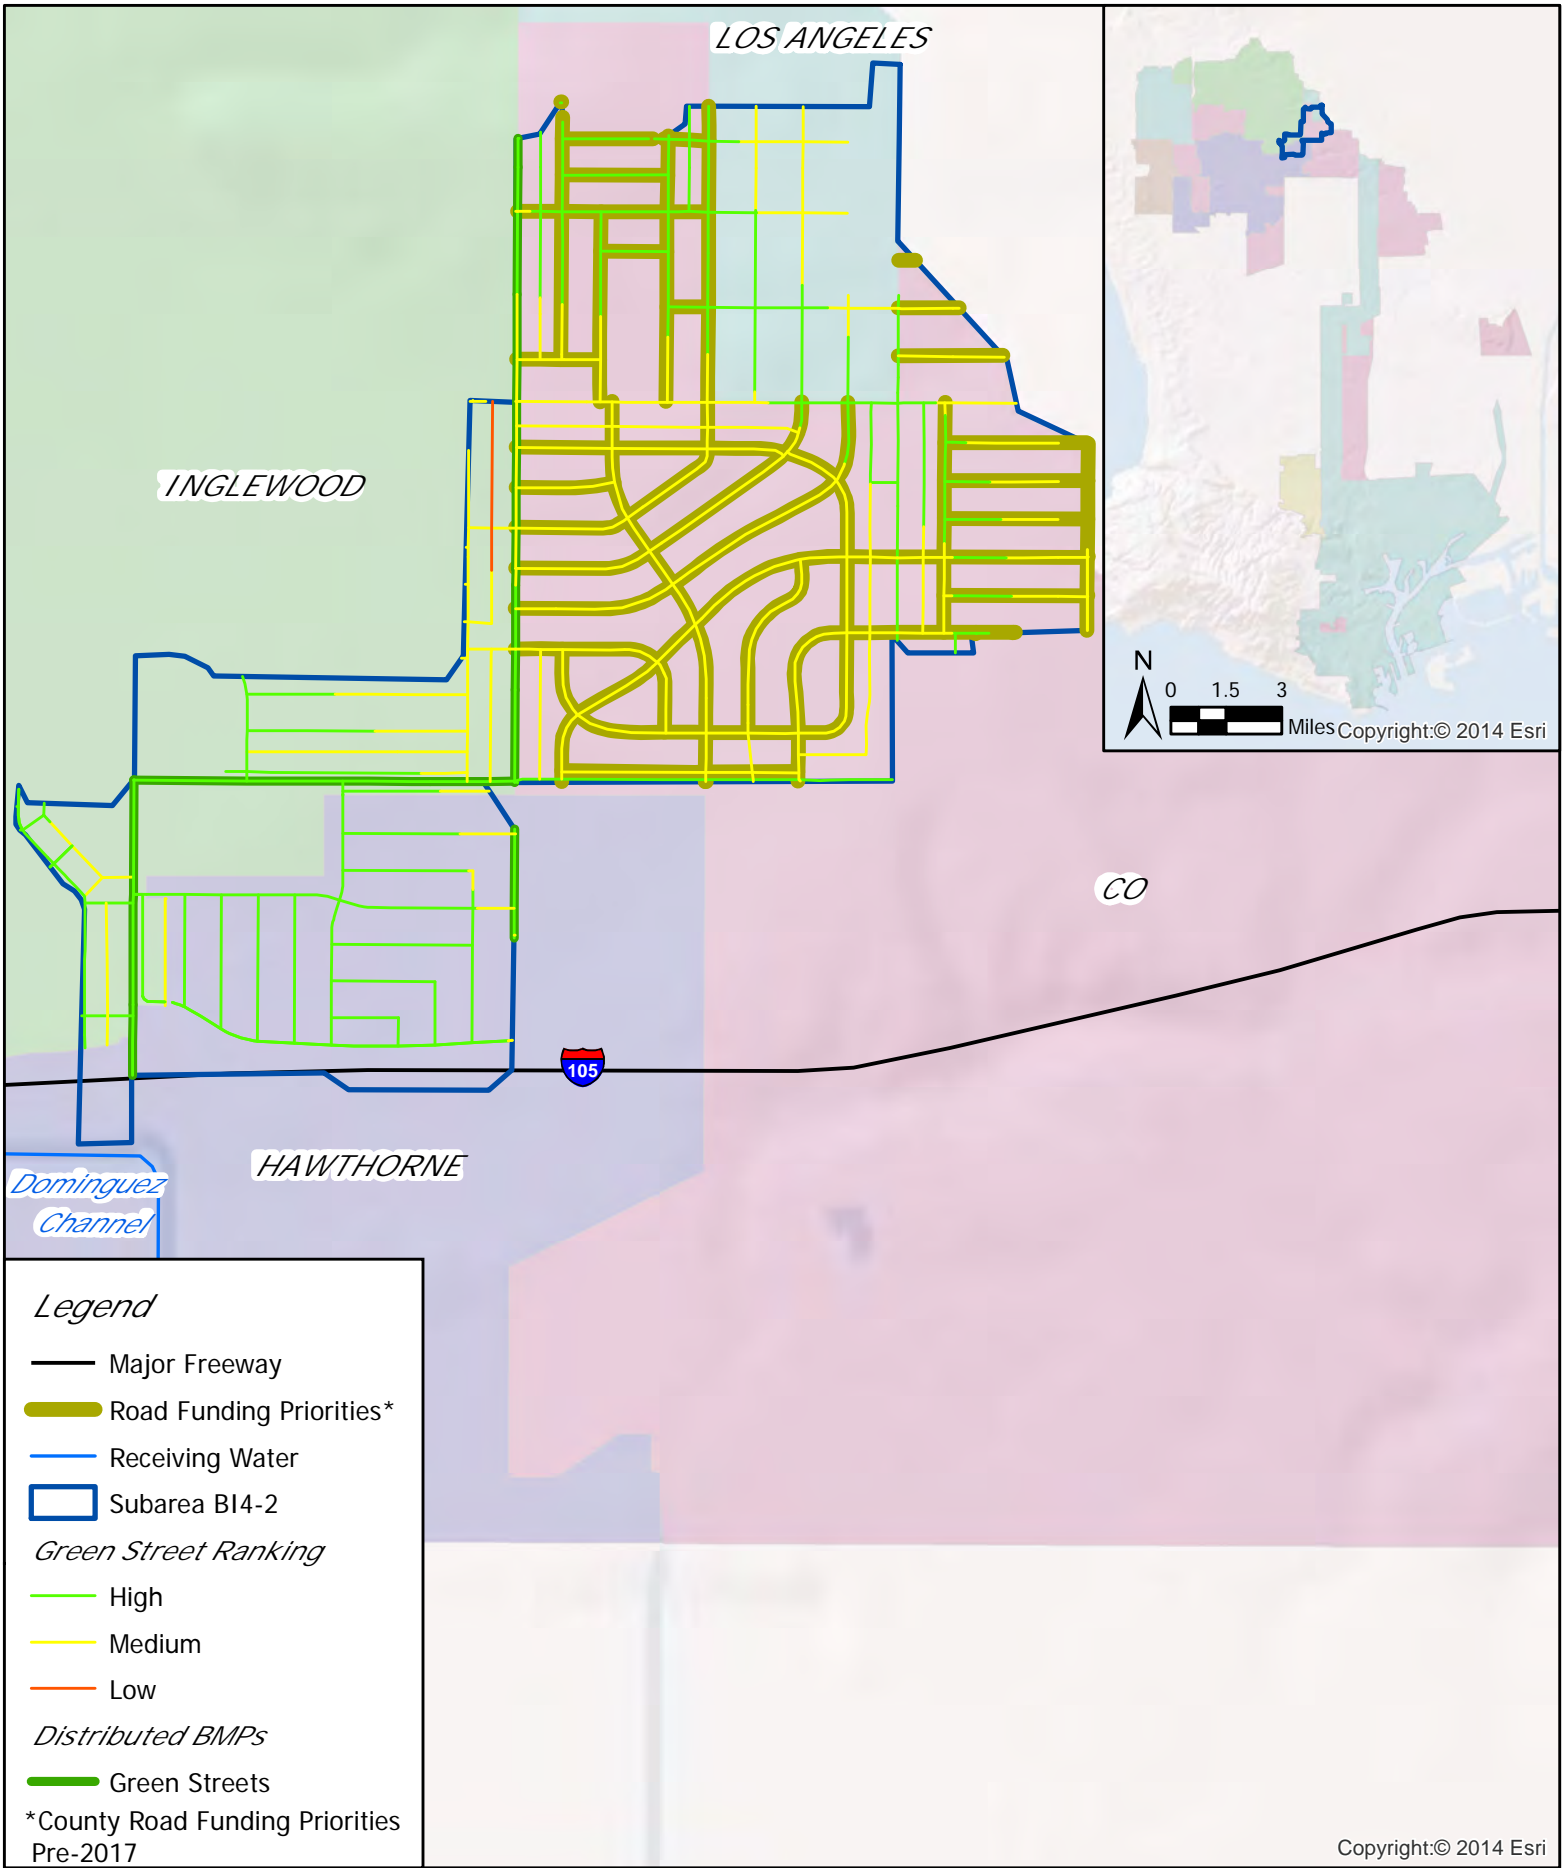 LOS ANGELES
INGLEWOOD
N
0 1.5 3
Miles
Copyright:© 2014 Esri
CO
105
HAWTHORNE
Dominguez
Channel
Legend
Major Freeway
Road Funding Priorities*
Receiving Water
Subarea BI4-2
Green Street Ranking
High
Medium
Low
Distributed BMPs
Green Streets
*County Road Funding Priorities
Pre-2017
Copyright:© 2014 Esri